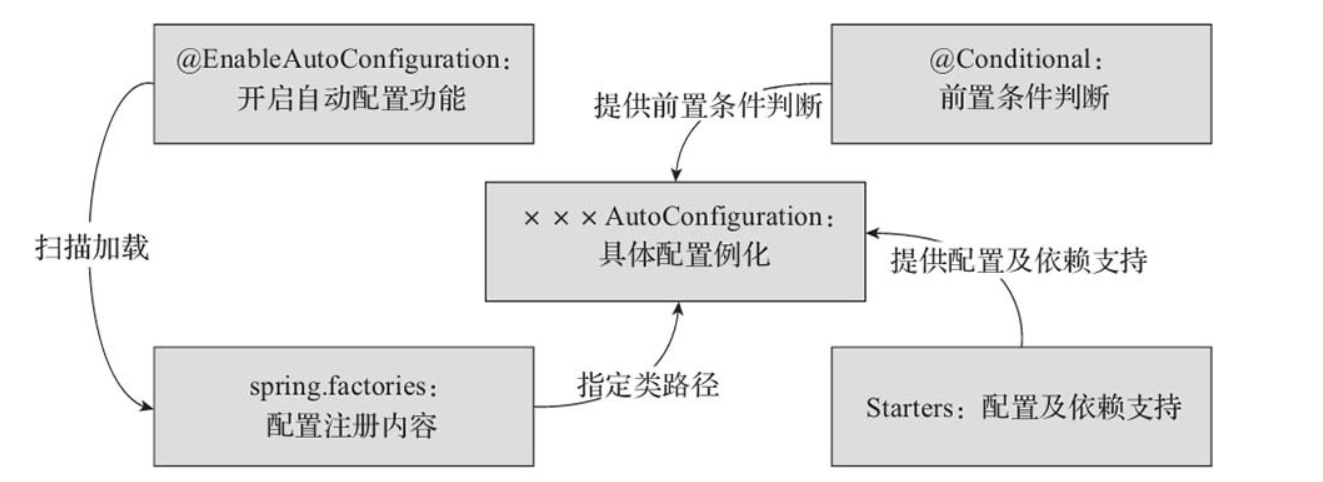 @EnableAutoConfiguration：
开启自动配置功能
@Conditional：
前置条件判断
提供前置条件判断
×××AutoConfiguration：
具体配置例化
扫描加载
提供配置及依赖支持
spring.factories：
配置注册内容
指定类路径
Starters：配置及依赖支持